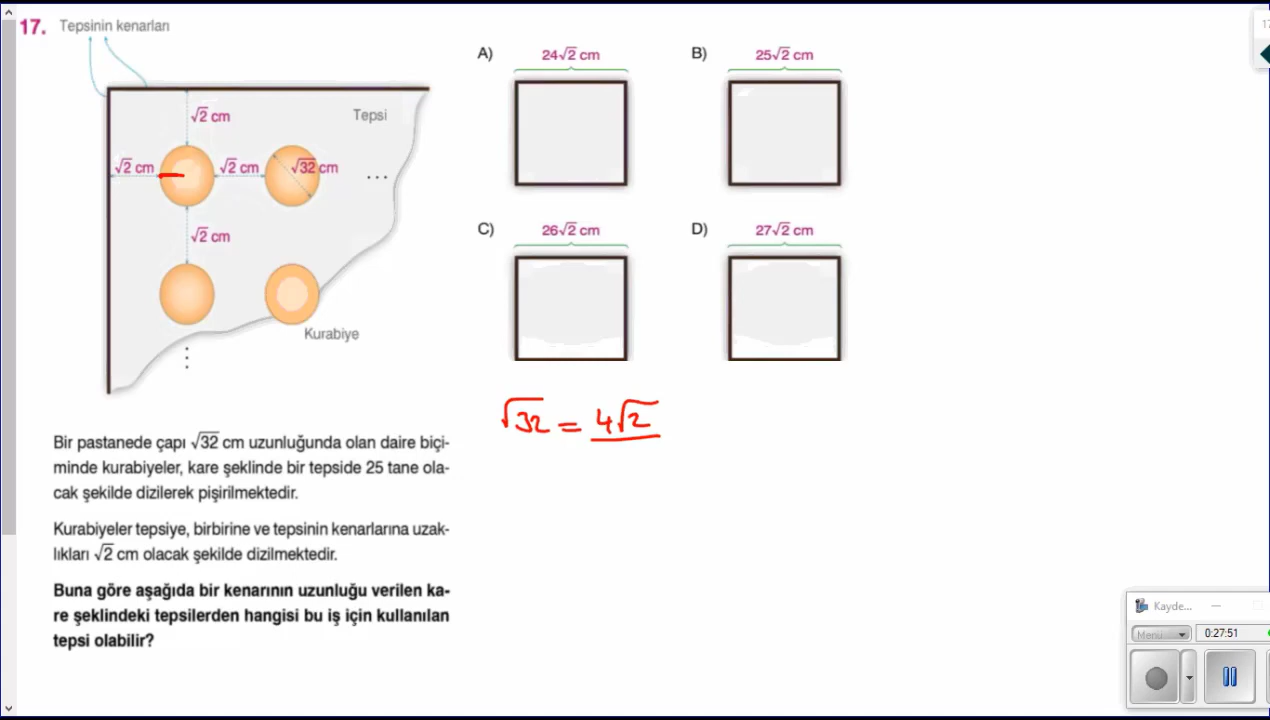 17. Tepsinin kenarları
√2 cm
Tepsi
√2 cm √2 cm √32 cm
...
√2 cm
Kurabiye
Bir pastanede çapı √32 cm uzunluğunda olan daire biçi-
minde kurabiyeler, kare şeklinde bir tepside 25 tane ola-
cak şekilde dizilerek pişirilmektedir.
Kurabiyeler tepsiye, birbirine ve tepsinin kenarlarına uzak-
lıkları √2 cm olacak şekilde dizilmektedir.
Buna göre aşağıda bir kenarının uzunluğu verilen ka-
re şeklindeki tepsilerden hangisi bu iş için kullanılan
tepsi olabilir?
A) 24√2 cm
B) 25√2 cm
C) 26√2 cm
D) 27√2 cm
√32 = 4√2
17
Kayde...
Menü 0:27:51